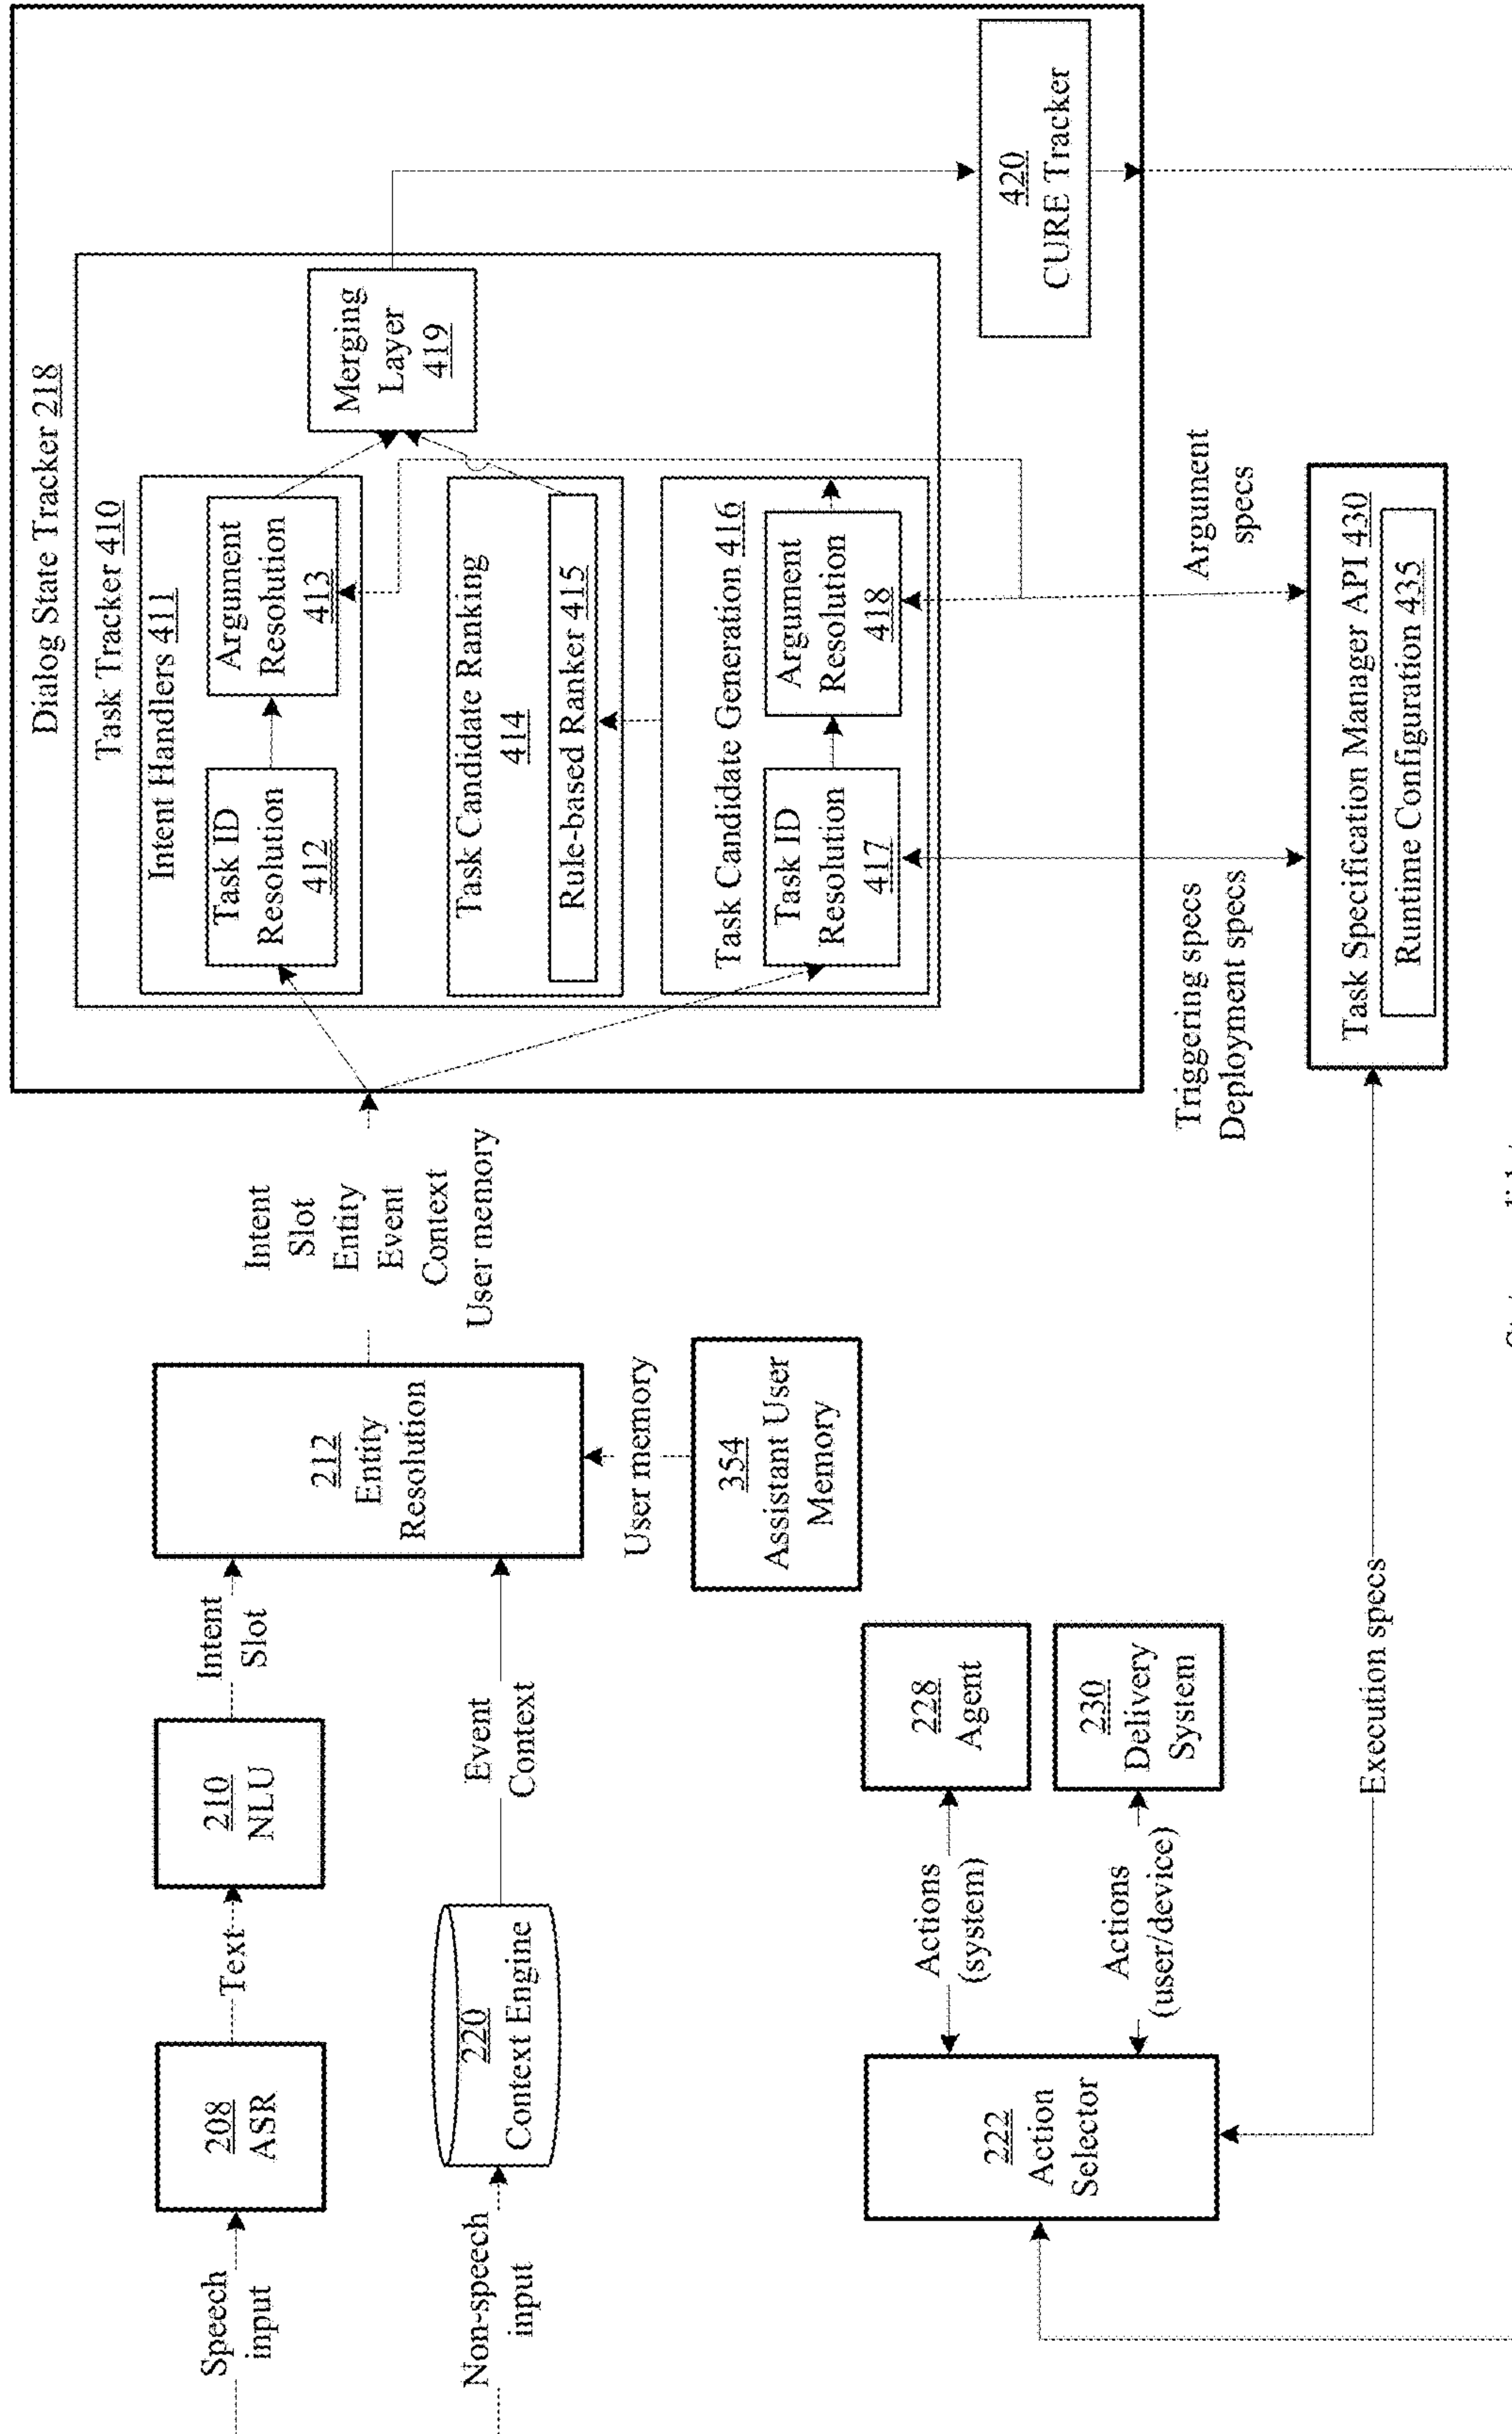 Speech
input
208
ASR
Text
210
NLU
Intent
Slot
Non-speech
input
220
Context Engine
Event
Context
212
Entity
Resolution
User memory
354
Assistant User
Memory
Intent
Slot
Entity
Event
Context
User memory
Dialog State Tracker 218
Task Tracker 410
Intent Handlers 411
Task ID
Resolution
412
Argument
Resolution
413
Task Candidate Ranking
414
Rule-based Ranker 415
Task Candidate Generation 416
Task ID
Resolution
417
Argument
Resolution
418
Merging
Layer
419
420
CURE Tracker
Triggering specs
Deployment specs
Argument
specs
Task Specification Manager API 430
Runtime Configuration 435
222
Action
Selector
Actions
(system)
Actions
(user/device)
228
Agent
230
Delivery
System
Execution specs